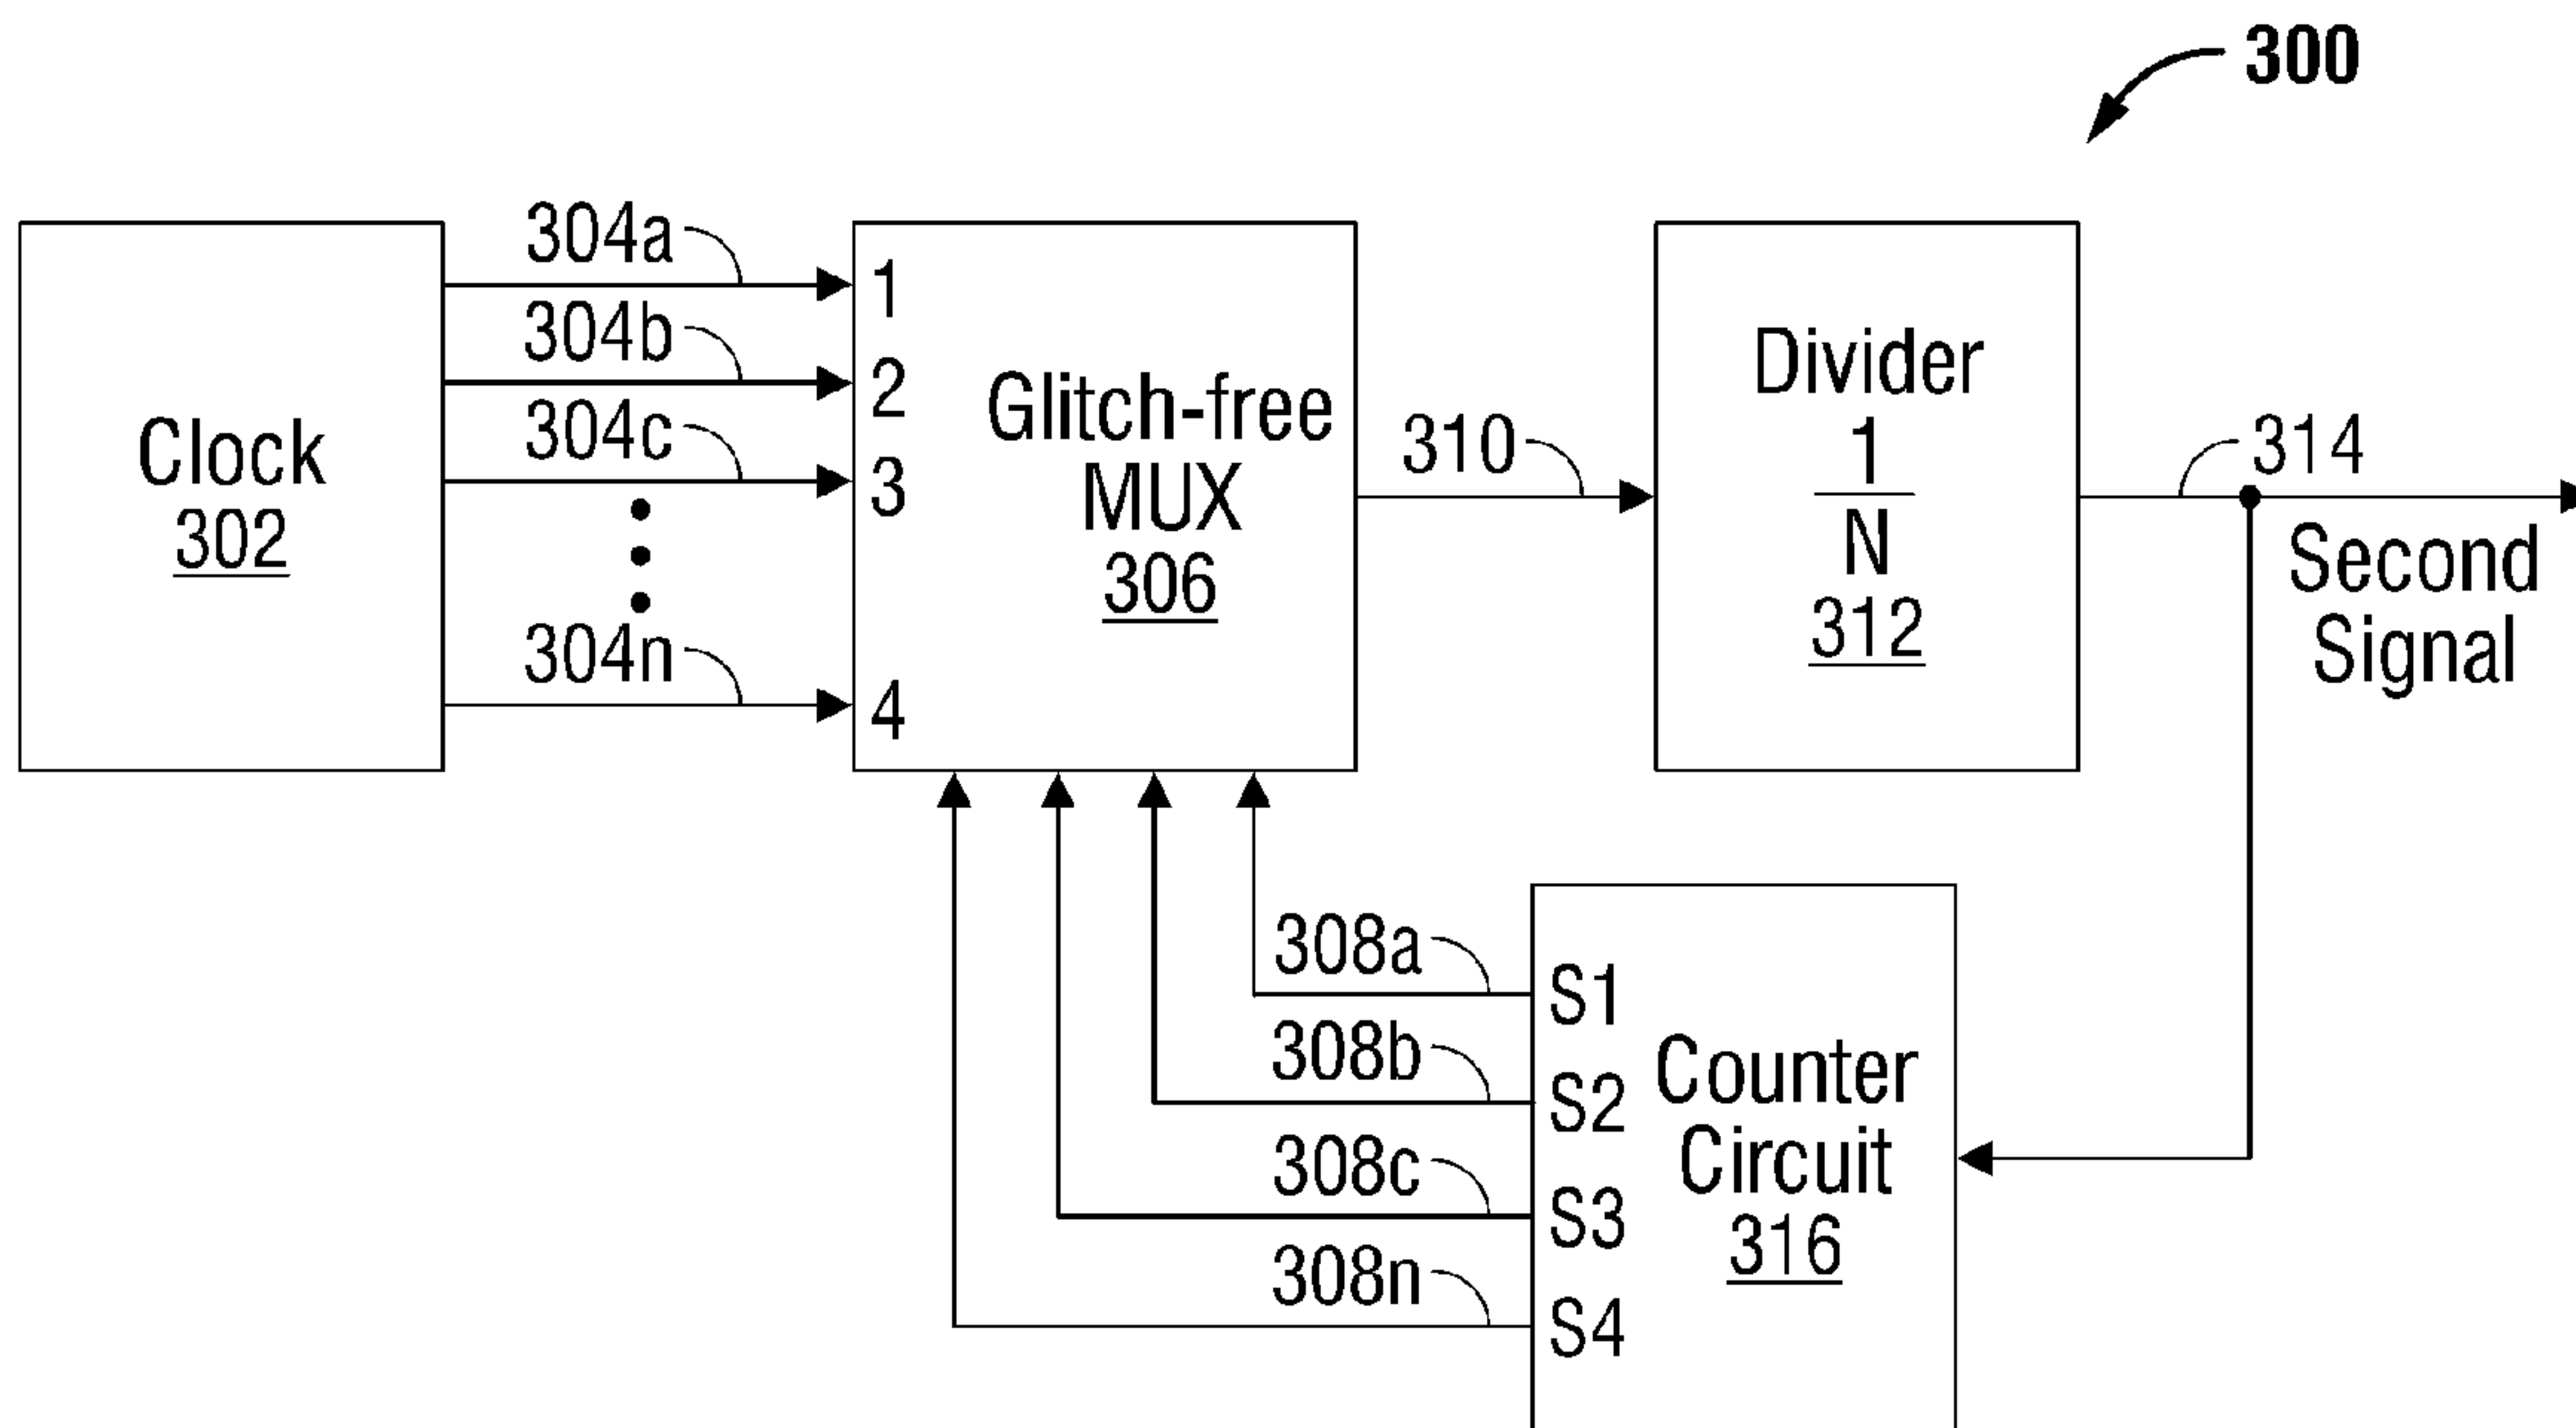 300
304a
304b
304c
304n
Clock
302
1
2
3
4
Glitch-free
MUX
306
310
Divider
1
N
312
314
Second
Signal
308a
308b
308c
308n
S1
S2
S3
S4
Counter
Circuit
316